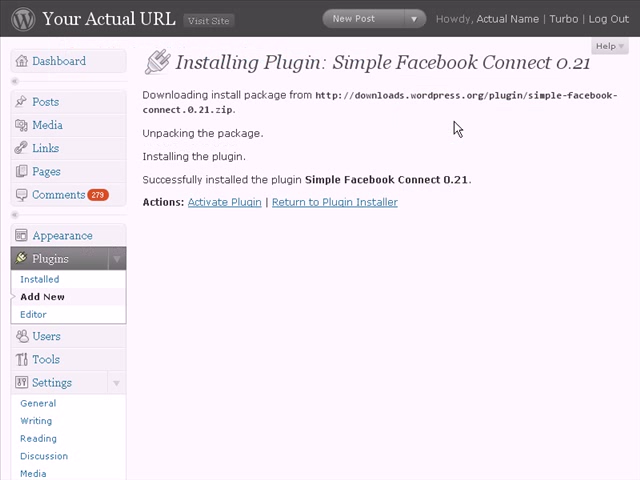 Your Actual URL Visit Site New Post Howdy, Actual Name | Turbo | Log Out
Help
Installing Plugin: Simple Facebook Connect 0.21
Downloading install package from http://downloads.wordpress.org/plugin/simple-facebook-
connect.0.21.zip.
Unpacking the package.
Installing the plugin.
Successfully installed the plugin Simple Facebook Connect 0.21.
Actions: Activate Plugin | Return to Plugin Installer
Dashboard
Posts
Media
Links
Pages
Comments 279
Appearance
Plugins
Installed
Add New
Editor
Users
Tools
Settings
General
Writing
Reading
Discussion
Media